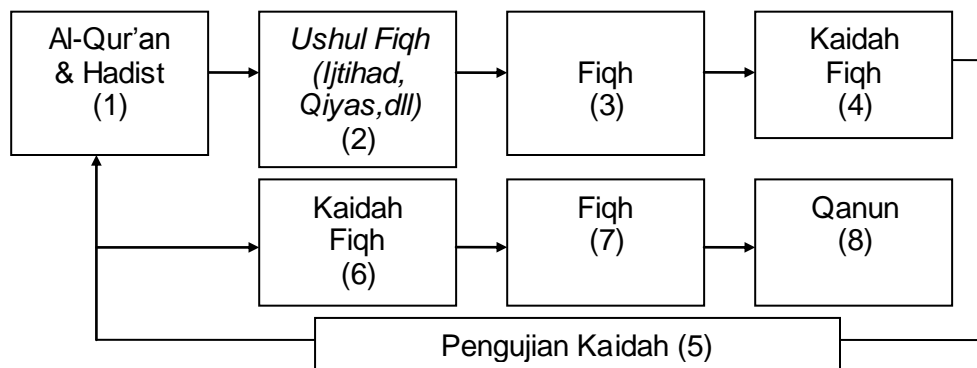 Al-Qur’an
& Hadist
(1)
Ushul Fiqh
(Ijtihad,
Qiyas,dll)
(2)
Fiqh
(3)
Kaidah
Fiqh
(4)
Kaidah
Fiqh
(6)
Fiqh
(7)
Qanun
(8)
Pengujian Kaidah (5)